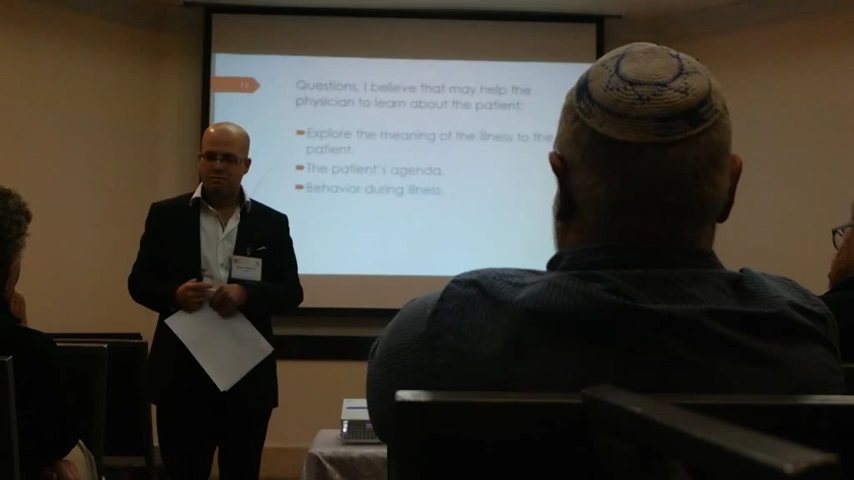 Questions, I believe that may help the
physician to learn about the patient:
Explore the meaning of the illness to the
patient.
The patient's agenda.
Behavior during illness.